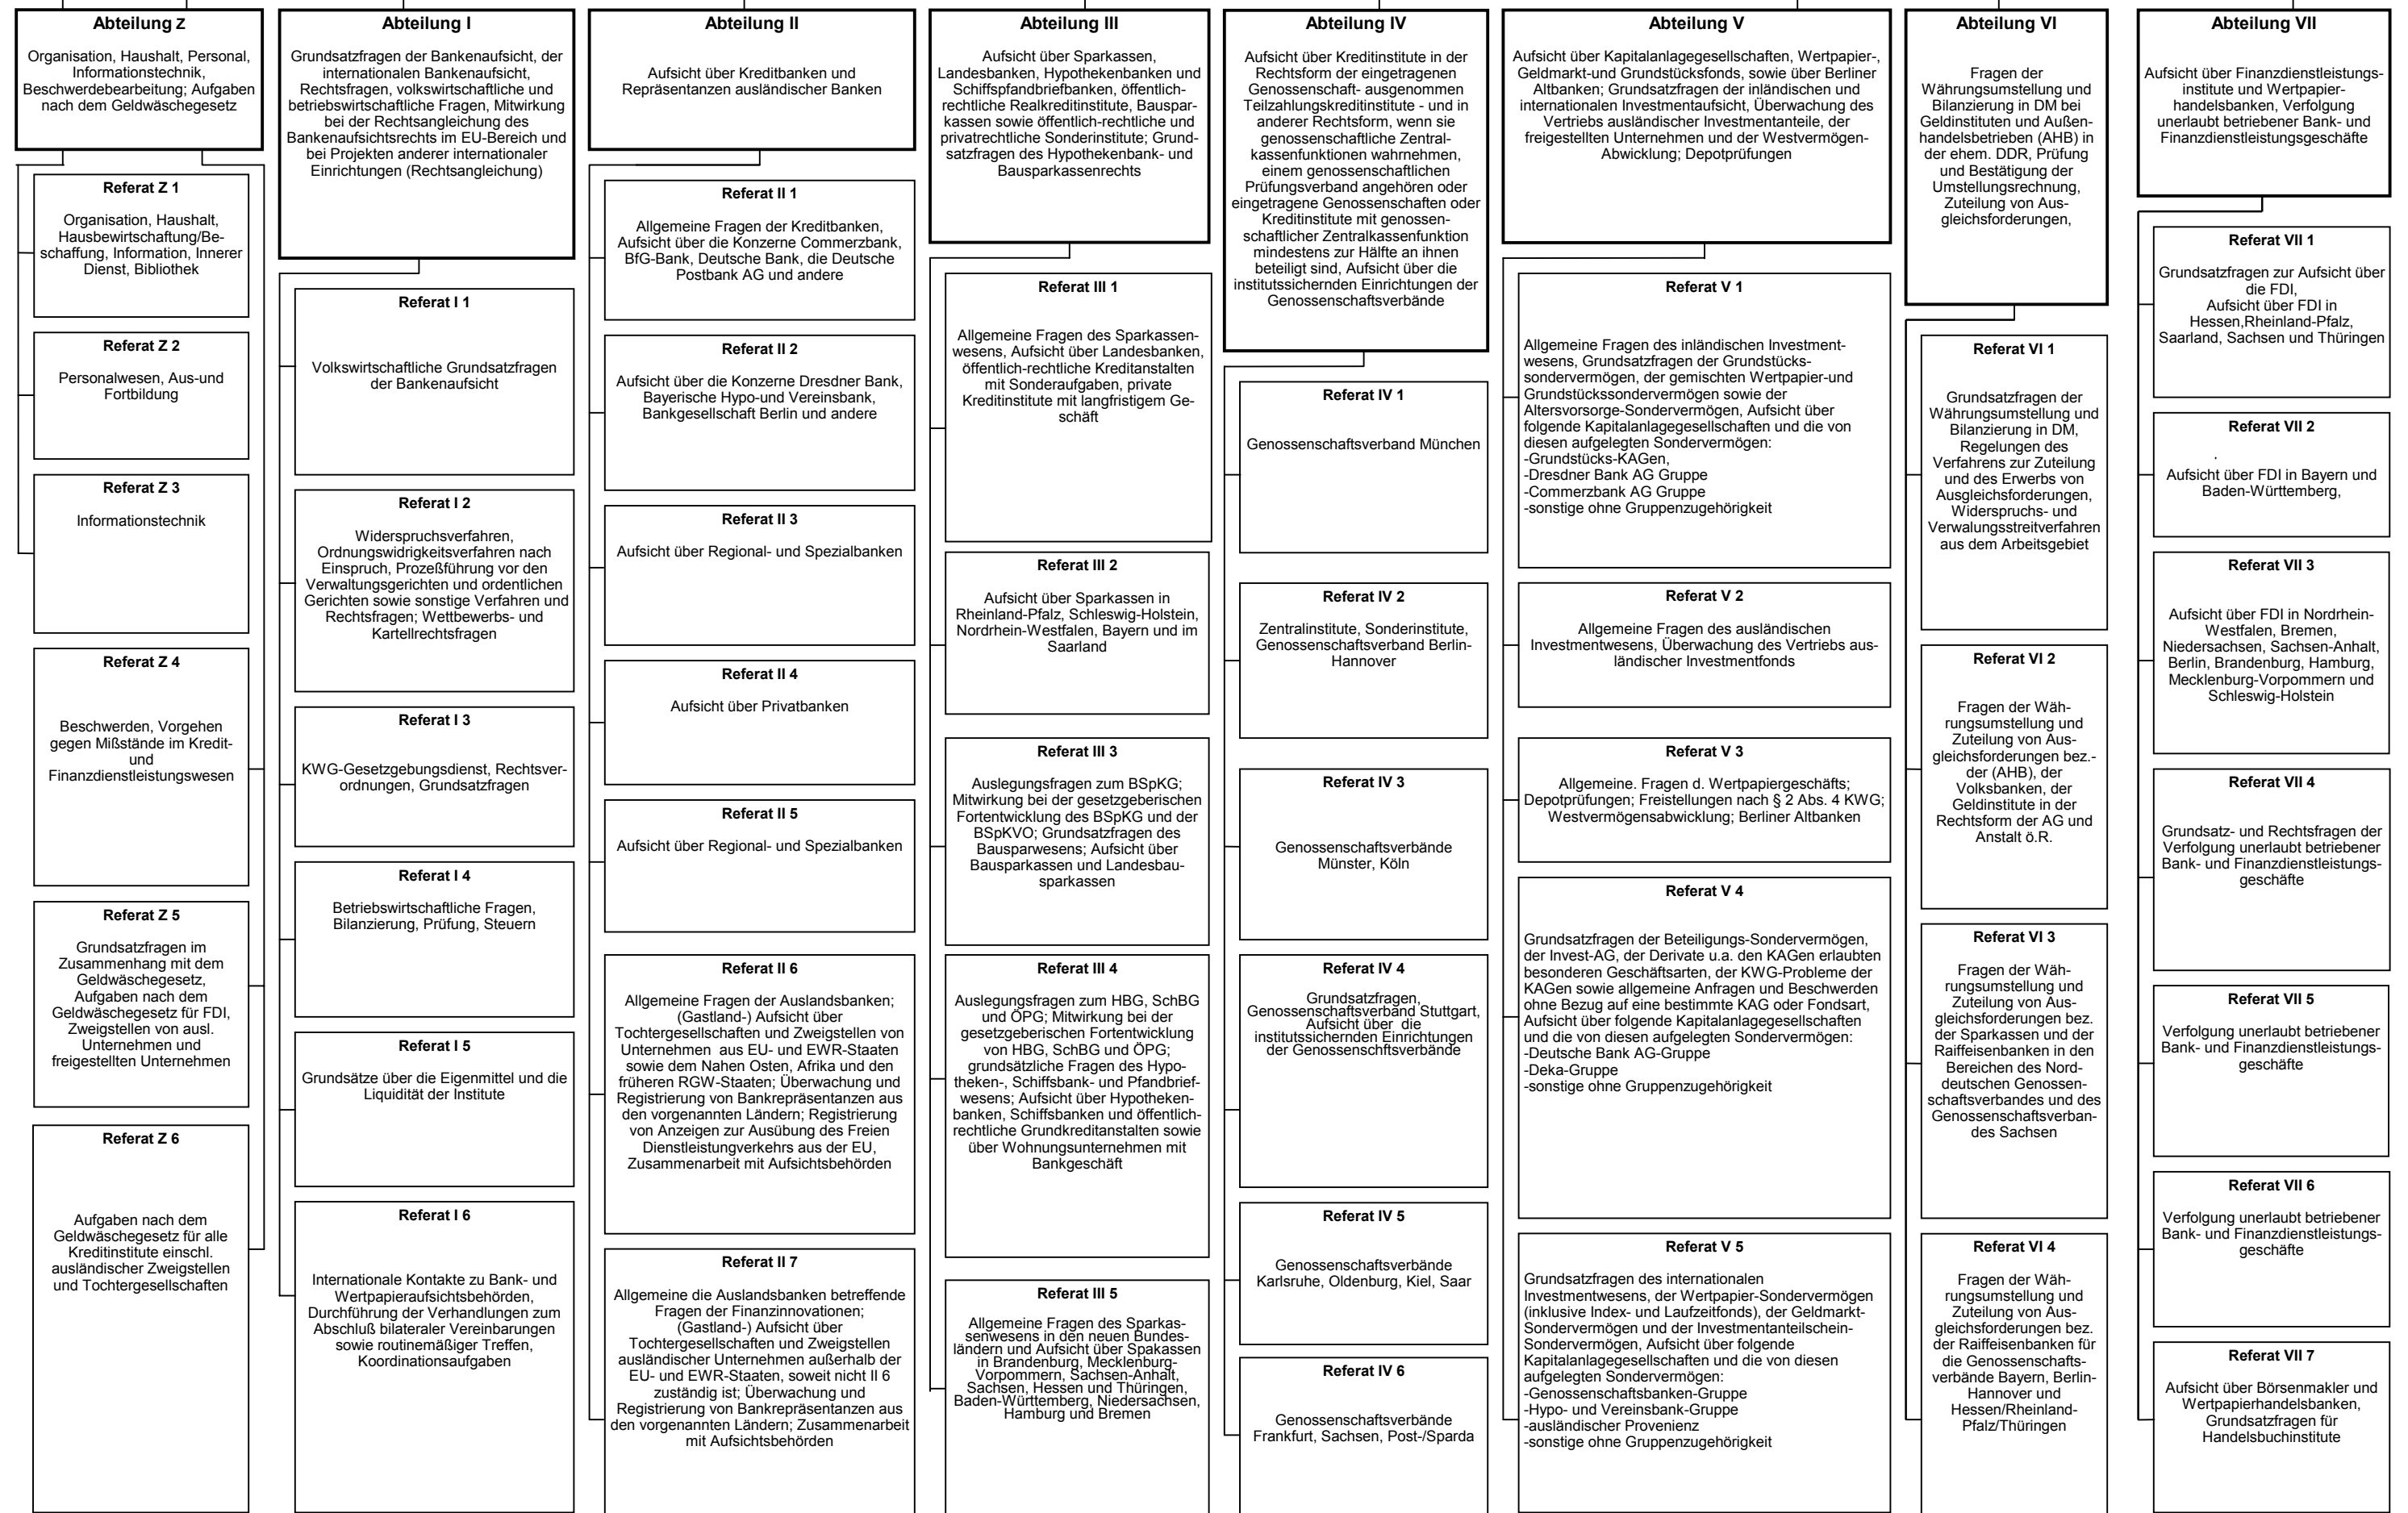 Abteilung Z
Organisation, Haushalt, Personal,
Informationstechnik,
Beschwerdebearbeitung; Aufgaben
nach dem Geldwäschegesetz
Referat Z 1
Organisation, Haushalt,
Hausbewirtschaftung/Be-
schaffung, Information, Innerer
Dienst, Bibliothek
Referat Z 2
Personalwesen, Aus-und
Fortbildung
Referat Z 3
Informationstechnik
Referat Z 4
Beschwerden, Vorgehen
gegen Mißstände im Kredit-
und
Finanzdienstleistungswesen
Referat Z 5
Grundsatzfragen im
Zusammenhang mit dem
Geldwäschegesetz,
Aufgaben nach dem
Geldwäschegesetz für FDI,
Zweigstellen von ausl.
Unternehmen und
freigestellten Unternehmen
Referat Z 6
Aufgaben nach dem
Geldwäschegesetz für alle
Kreditinstitute einschl.
ausländischer Zweigstellen
und Tochtergesellschaften
Abteilung I
Grundsatzfragen der Bankenaufsicht, der
internationalen Bankenaufsicht,
Rechtsfragen, volkswirtschaftliche und
betriebswirtschaftliche Fragen, Mitwirkung
bei der Rechtsangleichung des
Bankenaufsichtsrechts im EU-Bereich und
bei Projekten anderer internationaler
Einrichtungen (Rechtsangleichung)
Referat I 1
Volkswirtschaftliche Grundsatzfragen
der Bankenaufsicht
Referat I 2
Widerspruchsverfahren,
Ordnungswidrigkeitsverfahren nach
Einspruch, Prozeßführung vor den
Verwaltungsgerichten und ordentlichen
Gerichten sowie sonstige Verfahren und
Rechtsfragen; Wettbewerbs- und
Kartellrechtsfragen
Referat I 3
KWG-Gesetzgebungsdienst, Rechtsver-
ordnungen, Grundsatzfragen
Referat I 4
Betriebswirtschaftliche Fragen,
Bilanzierung, Prüfung, Steuern
Referat I 5
Grundsätze über die Eigenmittel und die
Liquidität der Institute
Referat I 6
Internationale Kontakte zu Bank- und
Wertpapieraufsichtsbehörden,
Durchführung der Verhandlungen zum
Abschluß bilateraler Vereinbarungen
sowie routinemäßiger Treffen,
Koordinationsaufgaben
Abteilung II
Aufsicht über Kreditbanken und
Repräsentanzen ausländischer Banken
Referat II 1
Allgemeine Fragen der Kreditbanken,
Aufsicht über die Konzerne Commerzbank,
BfG-Bank, Deutsche Bank, die Deutsche
Postbank AG und andere
Referat II 2
Aufsicht über die Konzerne Dresdner Bank,
Bayerische Hypo-und Vereinsbank,
Bankgesellschaft Berlin und andere
Referat II 3
Aufsicht über Regional- und Spezialbanken
Referat II 4
Aufsicht über Privatbanken
Referat II 5
Aufsicht über Regional- und Spezialbanken
Referat II 6
Allgemeine Fragen der Auslandsbanken;
(Gastland-) Aufsicht über
Tochtergesellschaften und Zweigstellen von
Unternehmen aus EU- und EWR-Staaten
sowie dem Nahen Osten, Afrika und den
früheren RGW-Staaten; Überwachung und
Registrierung von Bankrepräsentanzen aus
den vorgenannten Ländern; Registrierung
von Anzeigen zur Ausübung des Freien
Dienstleistungverkehrs aus der EU,
Zusammenarbeit mit Aufsichtsbehörden
Referat II 7
Allgemeine die Auslandsbanken betreffende
Fragen der Finanzinnovationen;
(Gastland-) Aufsicht über
Tochtergesellschaften und Zweigstellen
ausländischer Unternehmen außerhalb der
EU- und EWR-Staaten, soweit nicht II 6
zuständig ist; Überwachung und
Registrierung von Bankrepräsentanzen aus
den vorgenannten Ländern; Zusammenarbeit
mit Aufsichtsbehörden
Abteilung III
Aufsicht über Sparkassen,
Landesbanken, Hypothekenbanken und
Schiffspfandbriefbanken, öffentlich-
rechtliche Realkreditinstitute, Bauspar-
kassen sowie öffentlich-rechtliche und
privatrechtliche Sonderinstitute; Grund-
satzfragen des Hypothekenbank- und
Bausparkassenrechts
Referat III 1
Allgemeine Fragen des Sparkassen-
wesens, Aufsicht über Landesbanken,
öffentlich-rechtliche Kreditanstalten
mit Sonderaufgaben, private
Kreditinstitute mit langfristigem Ge-
schäft
Referat III 2
Aufsicht über Sparkassen in
Rheinland-Pfalz, Schleswig-Holstein,
Nordrhein-Westfalen, Bayern und im
Saarland
Referat III 3
Auslegungsfragen zum BSpKG;
Mitwirkung bei der gesetzgeberischen
Fortentwicklung des BSpKG und der
BSpKVO; Grundsatzfragen des
Bausparwesens; Aufsicht über
Bausparkassen und Landesbau-
sparkassen
Referat III 4
Auslegungsfragen zum HBG, SchBG
und ÖPG; Mitwirkung bei der
gesetzgeberischen Fortentwicklung
von HBG, SchBG und ÖPG;
grundsätzliche Fragen des Hypo-
theken-, Schiffsbank- und Pfandbrief-
wesens; Aufsicht über Hypotheken-
banken, Schiffsbanken und öffentlich-
rechtliche Grundkreditanstalten sowie
über Wohnungsunternehmen mit
Bankgeschäft
Referat III 5
Allgemeine Fragen des Sparkas-
senwesens in den neuen Bundes-
ländern und Aufsicht über Spakassen
in Brandenburg, Mecklenburg-
Vorpommern, Sachsen-Anhalt,
Sachsen, Hessen und Thüringen,
Baden-Württemberg, Niedersachsen,
Hamburg und Bremen
Abteilung IV
Aufsicht über Kreditinstitute in der
Rechtsform der eingetragenen
Genossenschaft- ausgenommen
Teilzahlungskreditinstitute - und in
anderer Rechtsform, wenn sie
genossenschaftliche Zentral-
kassenfunktionen wahrnehmen,
einem genossenschaftlichen
Prüfungsverband angehören oder
eingetragene Genossenschaften oder
Kreditinstitute mit genossen-
schaftlicher Zentralkassenfunktion
mindestens zur Hälfte an ihnen
beteiligt sind, Aufsicht über die
institutssichernden Einrichtungen der
Genossenschaftsverbände
Referat IV 1
Genossenschaftsverband München
Referat IV 2
Zentralinstitute, Sonderinstitute,
Genossenschaftsverband Berlin-
Hannover
Referat IV 3
Genossenschaftsverbände
Münster, Köln
Referat IV 4
Grundsatzfragen,
Genossenschaftsverband Stuttgart,
Aufsicht über die
institutssichernden Einrichtungen
der Genossenschftsverbände
Referat IV 5
Genossenschaftsverbände
Karlsruhe, Oldenburg, Kiel, Saar
Referat IV 6
Genossenschaftsverbände
Frankfurt, Sachsen, Post-/Sparda
Abteilung V
Aufsicht über Kapitalanlagegesellschaften, Wertpapier-,
Geldmarkt-und Grundstücksfonds, sowie über Berliner
Altbanken; Grundsatzfragen der inländischen und
internationalen Investmentaufsicht, Überwachung des
Vertriebs ausländischer Investmentanteile, der
freigestellten Unternehmen und der Westvermögen-
Abwicklung; Depotprüfungen
Referat V 1
Allgemeine Fragen des inländischen Investment-
wesens, Grundsatzfragen der Grundstücks-
sondervermögen, der gemischten Wertpapier-und
Grundstückssondervermögen sowie der
Altersvorsorge-Sondervermögen, Aufsicht über
folgende Kapitalanlagegesellschaften und die von
diesen aufgelegten Sondervermögen:
-Grundstücks-KAGen,
-Dresdner Bank AG Gruppe
-Commerzbank AG Gruppe
-sonstige ohne Gruppenzugehörigkeit
Referat V 2
Allgemeine Fragen des ausländischen
Investmentwesens, Überwachung des Vertriebs aus-
ländischer Investmentfonds
Referat V 3
Allgemeine. Fragen d. Wertpapiergeschäfts;
Depotprüfungen; Freistellungen nach § 2 Abs. 4 KWG;
Westvermögensabwicklung; Berliner Altbanken
Referat V 4
Grundsatzfragen der Beteiligungs-Sondervermögen,
der Invest-AG, der Derivate u.a. den KAGen erlaubten
besonderen Geschäftsarten, der KWG-Probleme der
KAGen sowie allgemeine Anfragen und Beschwerden
ohne Bezug auf eine bestimmte KAG oder Fondsart,
Aufsicht über folgende Kapitalanlagegesellschaften
und die von diesen aufgelegten Sondervermögen:
-Deutsche Bank AG-Gruppe
-Deka-Gruppe
-sonstige ohne Gruppenzugehörigkeit
Referat V 5
Grundsatzfragen des internationalen
Investmentwesens, der Wertpapier-Sondervermögen
(inklusive Index- und Laufzeitfonds), der Geldmarkt-
Sondervermögen und der Investmentanteilschein-
Sondervermögen, Aufsicht über folgende
Kapitalanlagegesellschaften und die von diesen
aufgelegten Sondervermögen:
-Genossenschaftsbanken-Gruppe
-Hypo- und Vereinsbank-Gruppe
-ausländischer Provenienz
-sonstige ohne Gruppenzugehörigkeit
Abteilung VI
Fragen der
Währungsumstellung und
Bilanzierung in DM bei
Geldinstituten und Außen-
handelsbetrieben (AHB) in
der ehem. DDR, Prüfung
und Bestätigung der
Umstellungsrechnung,
Zuteilung von Aus-
gleichsforderungen,
Referat VI 1
Grundsatzfragen der
Währungsumstellung und
Bilanzierung in DM,
Regelungen des
Verfahrens zur Zuteilung
und des Erwerbs von
Ausgleichsforderungen,
Widerspruchs- und
Verwalungsstreitverfahren
aus dem Arbeitsgebiet
Referat VI 2
Fragen der Wäh-
rungsumstellung und
Zuteilung von Aus-
gleichsforderungen bez.-
der (AHB), der
Volksbanken, der
Geldinstitute in der
Rechtsform der AG und
Anstalt ö.R.
Referat VI 3
Fragen der Wäh-
rungsumstellung und
Zuteilung von Aus-
gleichsforderungen bez.
der Sparkassen und der
Raiffeisenbanken in den
Bereichen des Nord-
deutschen Genossen-
schaftsverbandes und des
Genossenschaftsverban-
des Sachsen
Referat VI 4
Fragen der Wäh-
rungsumstellung und
Zuteilung von Aus-
gleichsforderungen bez.
der Raiffeisenbanken für
die Genossenschafts-
verbände Bayern, Berlin-
Hannover und
Hessen/Rheinland-
Pfalz/Thüringen
Abteilung VII
Aufsicht über Finanzdienstleistungs-
institute und Wertpapier-
handelsbanken, Verfolgung
unerlaubt betriebener Bank- und
Finanzdienstleistungsgeschäfte
Referat VII 1
Grundsatzfragen zur Aufsicht über
die FDI,
Aufsicht über FDI in
Hessen,Rheinland-Pfalz,
Saarland, Sachsen und Thüringen
Referat VII 2
.
Aufsicht über FDI in Bayern und
Baden-Württemberg,
Referat VII 3
Aufsicht über FDI in Nordrhein-
Westfalen, Bremen,
Niedersachsen, Sachsen-Anhalt,
Berlin, Brandenburg, Hamburg,
Mecklenburg-Vorpommern und
Schleswig-Holstein
Referat VII 4
Grundsatz- und Rechtsfragen der
Verfolgung unerlaubt betriebener
Bank- und Finanzdienstleistungs-
geschäfte
Referat VII 5
Verfolgung unerlaubt betriebener
Bank- und Finanzdienstleistungs-
geschäfte
Referat VII 6
Verfolgung unerlaubt betriebener
Bank- und Finanzdienstleistungs-
geschäfte
Referat VII 7
Aufsicht über Börsenmakler und
Wertpapierhandelsbanken,
Grundsatzfragen für
Handelsbuchinstitute